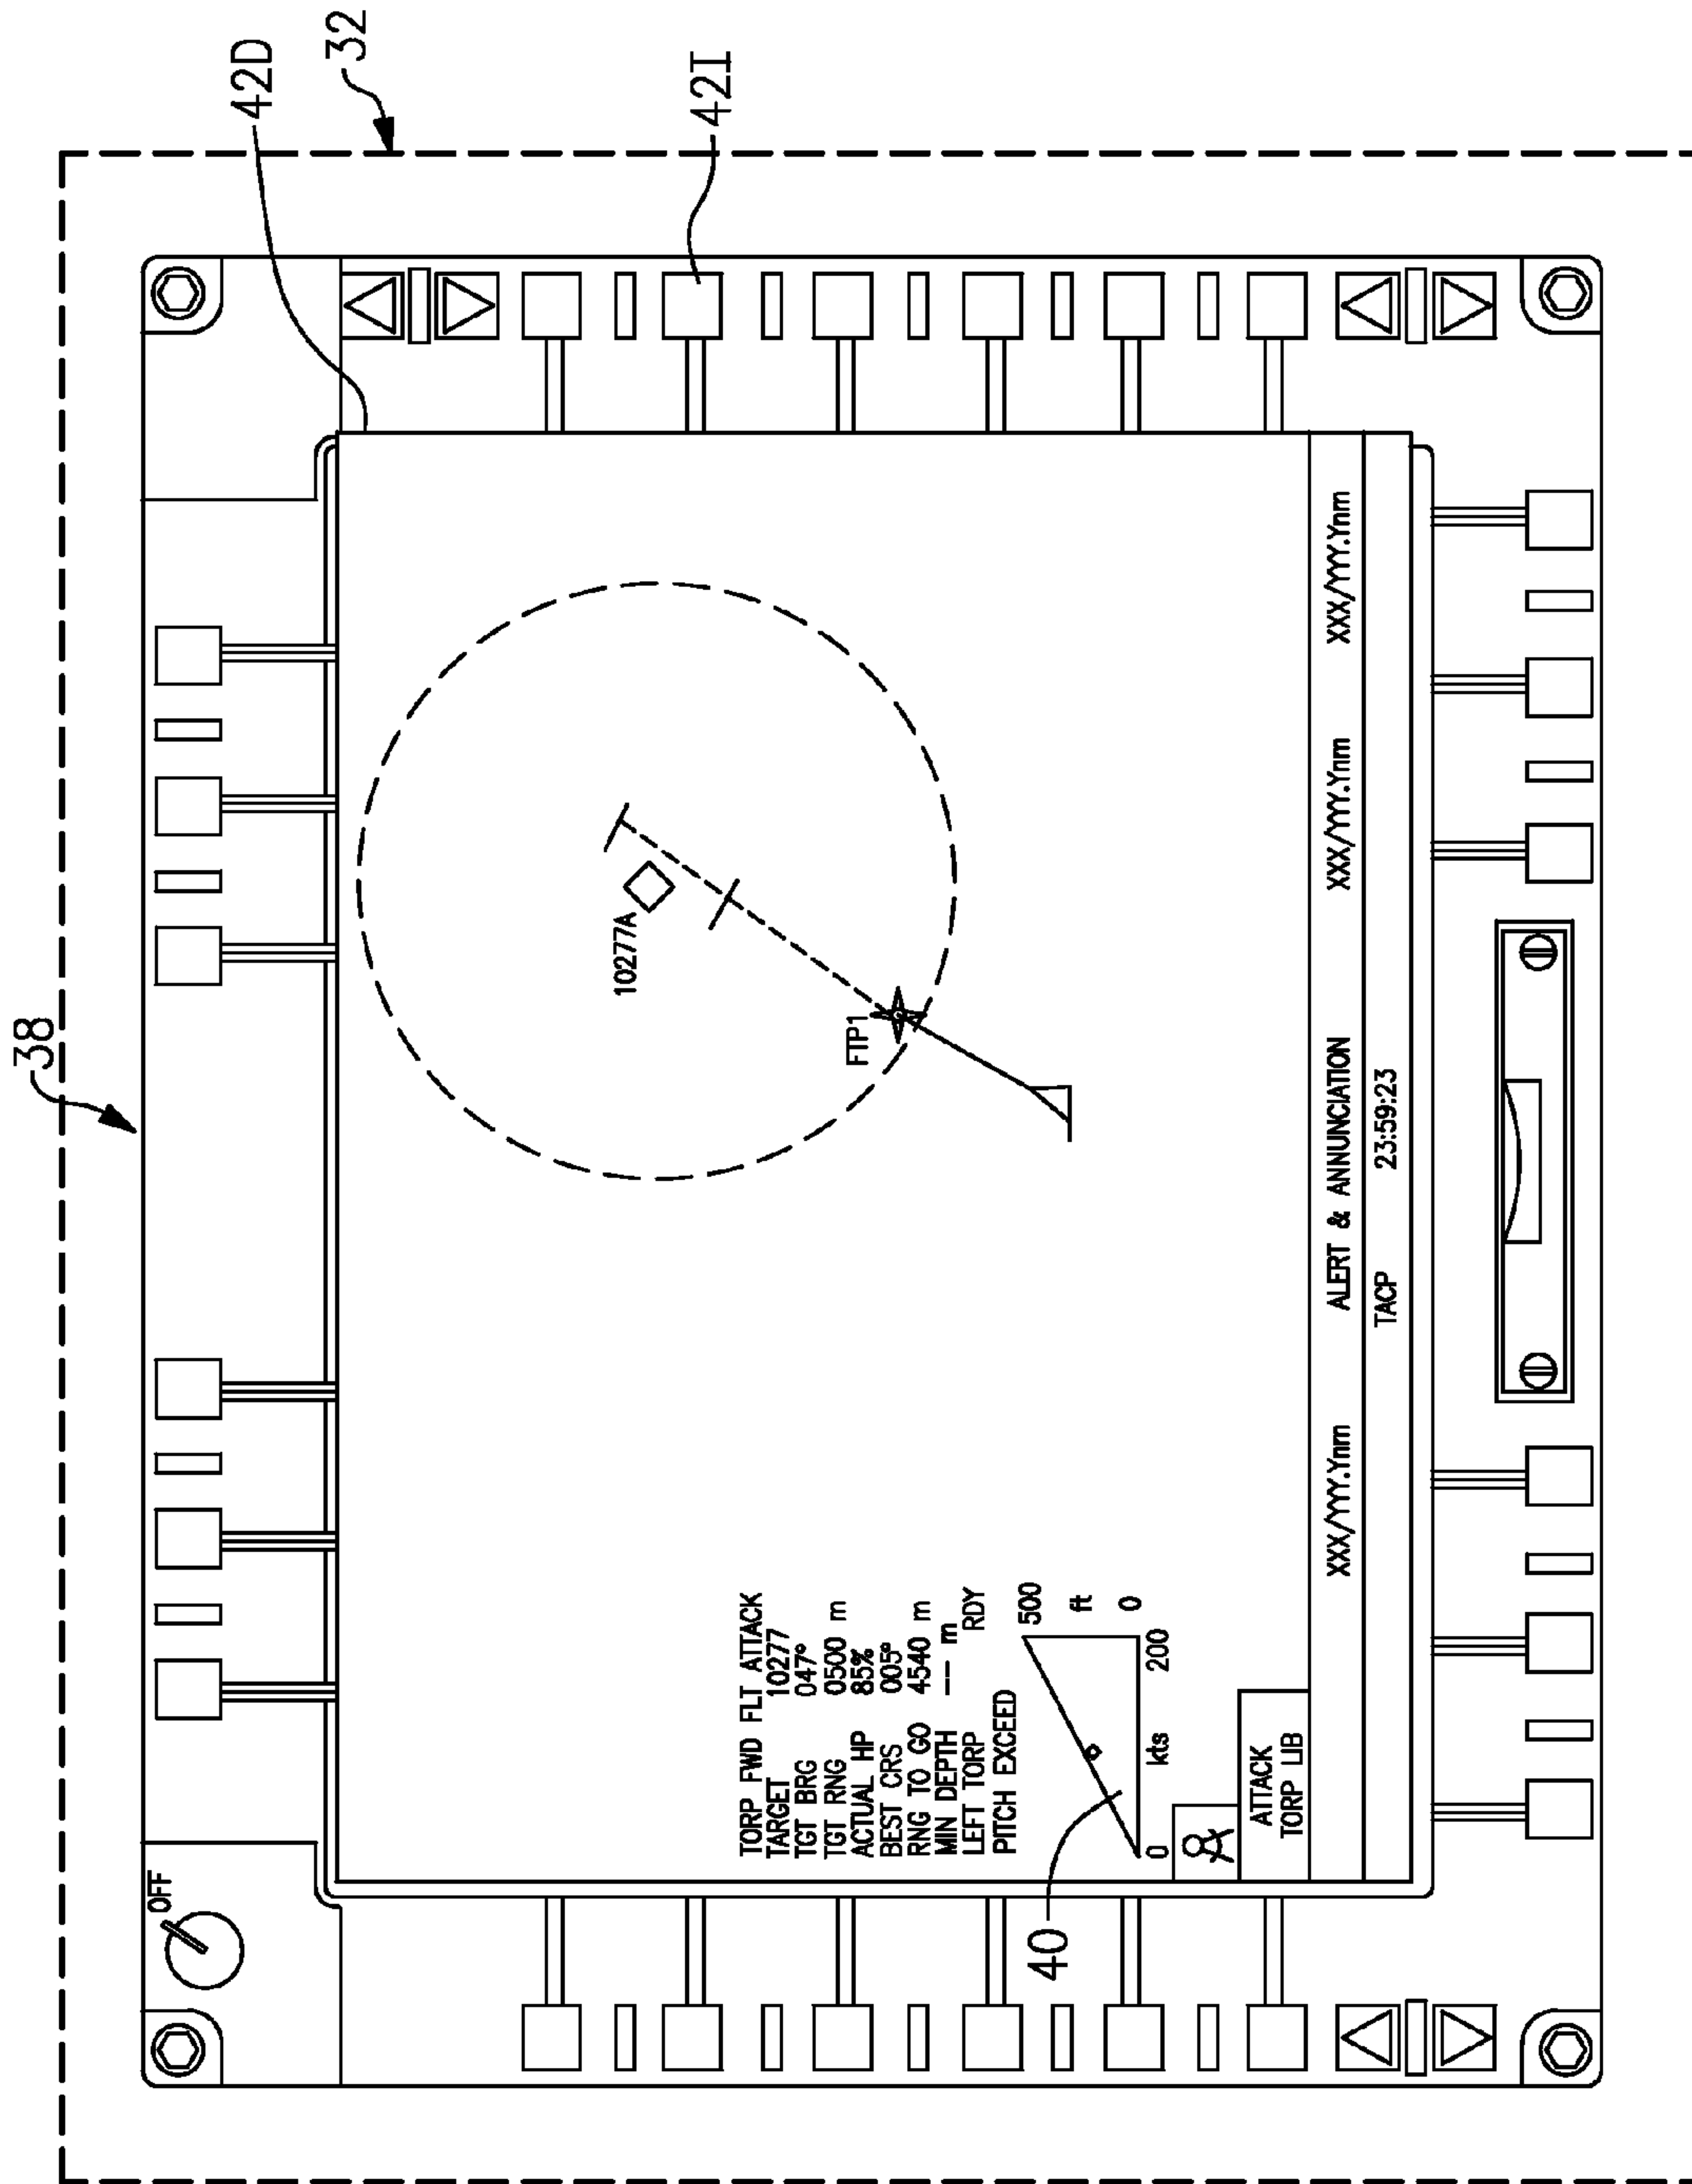 38
32
42D
42I
OFF
10277A
FTP1
TORP FWD FLT ATTACK
TARGET 10277
TGT BRG 047°
TGT RNG 0500 m
ACTUAL HP 85%
BEST CRS 005°
RNG TO GO 4540 m
MIN DEPTH –– m
LEFT TORP RDY
PITCH EXCEED
500
ft
0
0 kts 200
40
ATTACK
TORP LIB
XXX/YYY.Ynm ALERT & ANNUNCIATION XXX/YYY.Ynm XXX/YYY.Ynm
TACP 23:59:23